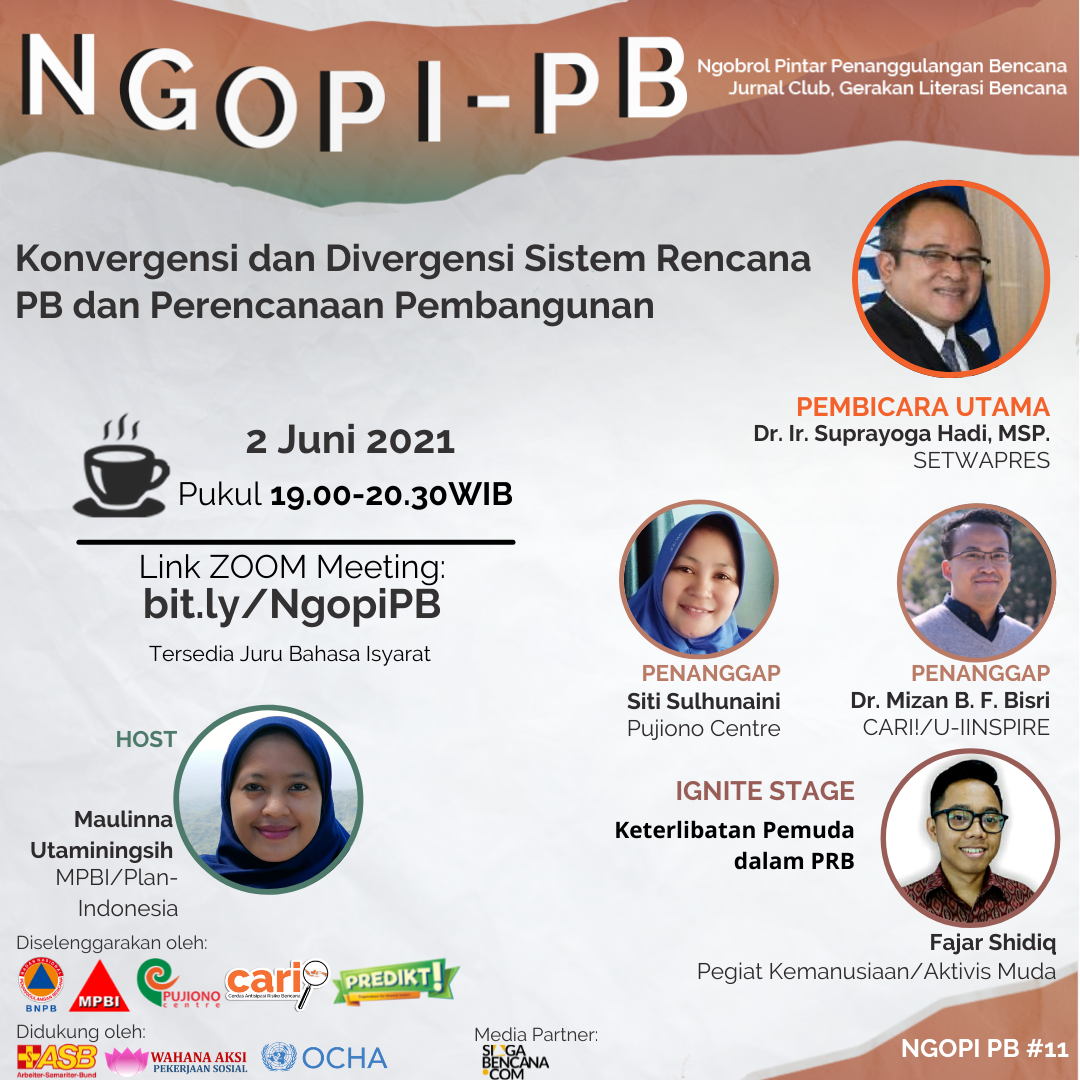 NGOPI-PB
Ngobrol Pintar Penanggulangan Bencana
Jurnal Club, Gerakan Literasi Bencana
Konvergensi dan Divergensi Sistem Rencana
PB dan Perencanaan Pembangunan
PEMBICARA UTAMA
Dr. Ir. Suprayoga Hadi, MSP.
SETWAPRES
2 Juni 2021
Pukul 19.00-20.30WIB
Link ZOOM Meeting:
bit.ly/NgopiPB
Tersedia Juru Bahasa Isyarat
PENANGGAP
Siti Sulhunaini
Pujiono Centre
PENANGGAP
Dr. Mizan B. F. Bisri
CARI!/U-IINSPIRE
HOST
Maulinna
Utaminingsih
MPBI/Plan-
Indonesia
IGNITE STAGE
Keterlibatan Pemuda
dalam PRB
Fajar Shidiq
Pegiat Kemanusiaan/Aktivis Muda
Diselenggarakan oleh:
BNPB
MPBI
PUJIONO
centre
cari
Cerdas Antisipasi Risiko Bencana
PREDIKT!
Didukung oleh:
ASB
Arbeiter-Samariter-Bund
WAHANA AKSI
PEKERJAAN SOSIAL
OCHA
Media Partner:
SIAGA
BENCANA
.COM
NGOPI PB #11